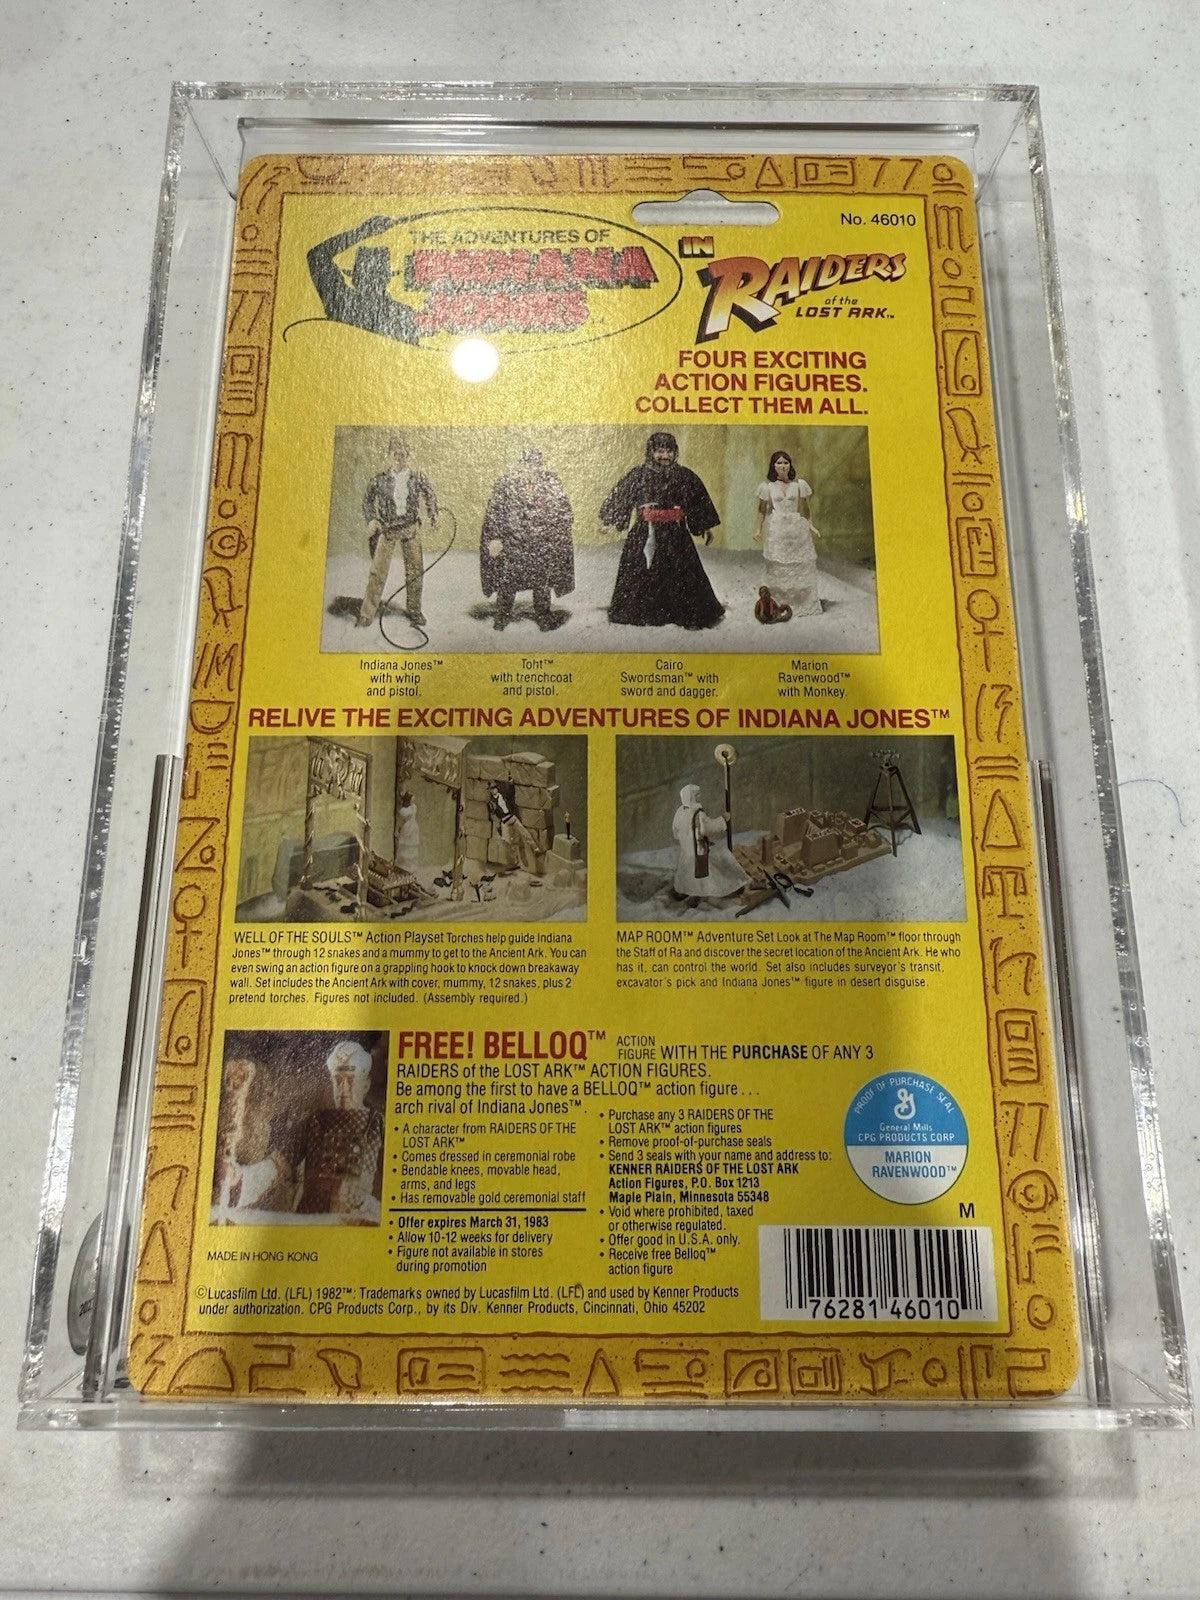 No. 46010
THE ADVENTURES OF
INDIANA
JONES
IN
RAIDERS
of the
LOST ARK™
FOUR EXCITING
ACTION FIGURES.
COLLECT THEM ALL.
Indiana Jones™
with whip
and pistol.
Toht™
with trenchcoat
and pistol.
Cairo
Swordsman™ with
sword and dagger.
Marion
Ravenwood™
with Monkey.
RELIVE THE EXCITING ADVENTURES OF INDIANA JONES™
WELL OF THE SOULS™ Action Playset Torches help guide Indiana
Jones™ through 12 snakes and a mummy to get to the Ancient Ark. You can
even swing an action figure on a grappling hook to knock down breakaway
wall. Set includes the Ancient Ark with cover, mummy, 12 snakes, plus 2
pretend torches. Figures not included. (Assembly required.)
MAP ROOM™ Adventure Set Look at The Map Room™ floor through
the Staff of Ra and discover the secret location of the Ancient Ark. He who
has it, can control the world. Set also includes surveyor's transit,
excavator's pick and Indiana Jones™ figure in desert disguise.
FREE! BELLOQ™ ACTION FIGURE WITH THE PURCHASE OF ANY 3
RAIDERS of the LOST ARK™ ACTION FIGURES.
Be among the first to have a BELLOQ™ action figure...
arch rival of Indiana Jones™.
• A character from RAIDERS OF THE
LOST ARK™
• Comes dressed in ceremonial robe
• Bendable knees, movable head,
arms, and legs
• Has removable gold ceremonial staff
• Offer expires March 31, 1983
• Allow 10-12 weeks for delivery
• Figure not available in stores
during promotion
• Purchase any 3 RAIDERS OF THE
LOST ARK™ action figures
• Remove proof-of-purchase seals
• Send 3 seals with your name and address to:
KENNER RAIDERS OF THE LOST ARK
Action Figures, P.O. Box 1213
Maple Plain, Minnesota 55348
• Void where prohibited, taxed
or otherwise regulated.
• Offer good in U.S.A. only.
• Receive free Belloq™
action figure
PROOF OF PURCHASE SEAL
General Mills
CPG PRODUCTS CORP
MARION
RAVENWOOD™
M
MADE IN HONG KONG
©Lucasfilm Ltd. (LFL) 1982™: Trademarks owned by Lucasfilm Ltd. (LFL) and used by Kenner Products
under authorization. CPG Products Corp., by its Div. Kenner Products, Cincinnati, Ohio 45202
76281 46010